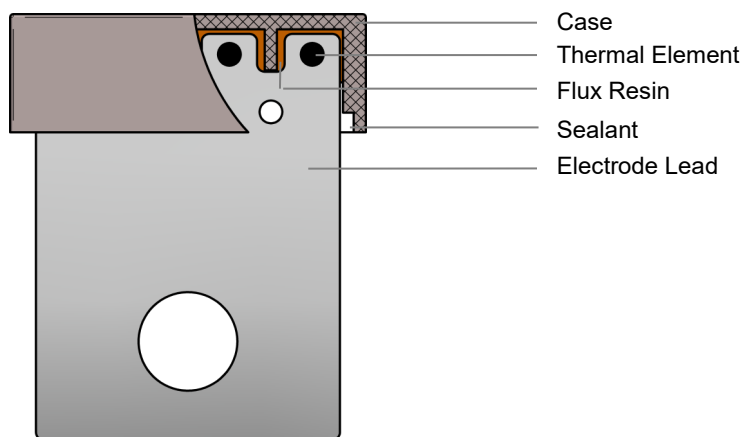 Case
Thermal Element
Flux Resin
Sealant
Electrode Lead